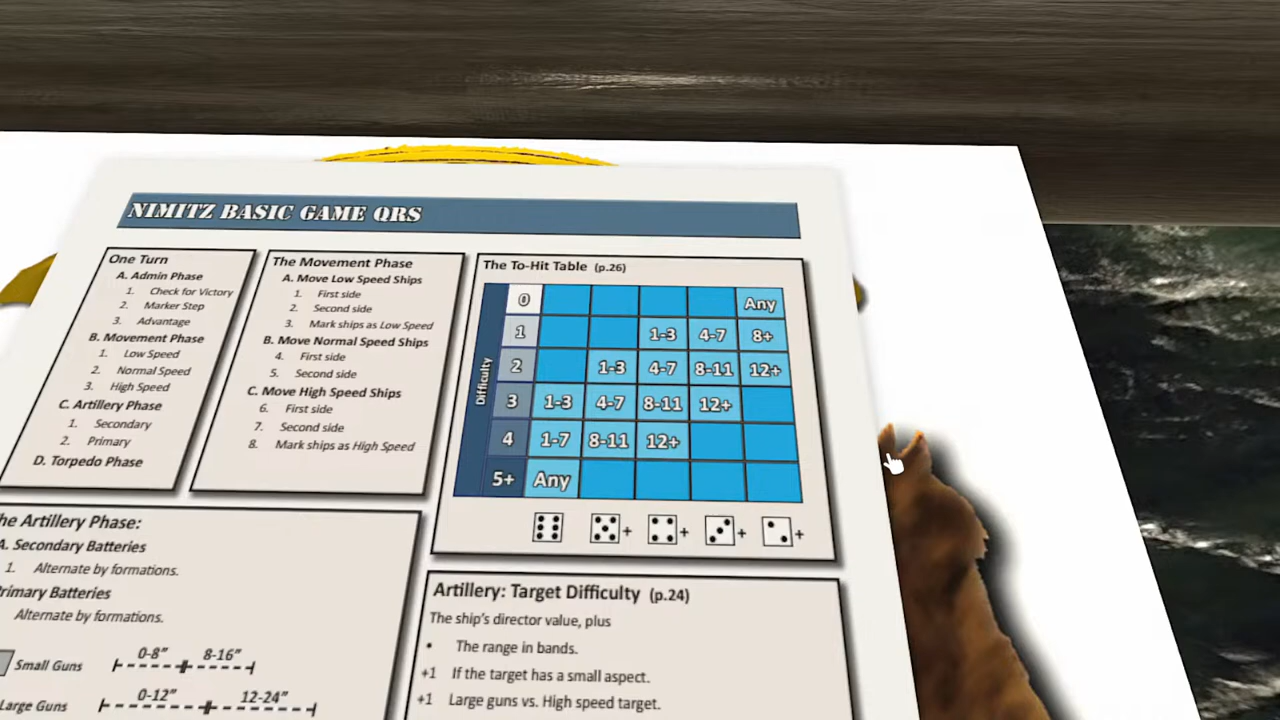 NIMITZ BASIC GAME QRS
One Turn
A. Admin Phase
1. Check for Victory
2. Marker Step
3. Advantage
B. Movement Phase
1. Low Speed
2. Normal Speed
3. High Speed
C. Artillery Phase
1. Secondary
2. Primary
D. Torpedo Phase
The Movement Phase
A. Move Low Speed Ships
1. First side
2. Second side
3. Mark ships as Low Speed
B. Move Normal Speed Ships
4. First side
5. Second side
C. Move High Speed Ships
6. First side
7. Second side
8. Mark ships as High Speed
The To-Hit Table (p.26)
Difficulty
0 Any
1 1-3 4-7 8+
2 1-3 4-7 8-11 12+
3 1-3 4-7 8-11 12+
4 1-7 8-11 12+
5+ Any
+ + + +
he Artillery Phase:
A. Secondary Batteries
1. Alternate by formations.
rimary Batteries
Alternate by formations.
0-8" 8-16"
Small Guns
0-12" 12-24"
Large Guns
Artillery: Target Difficulty (p.24)
The ship's director value, plus
• The range in bands.
+1 If the target has a small aspect.
+1 Large guns vs. High speed target.